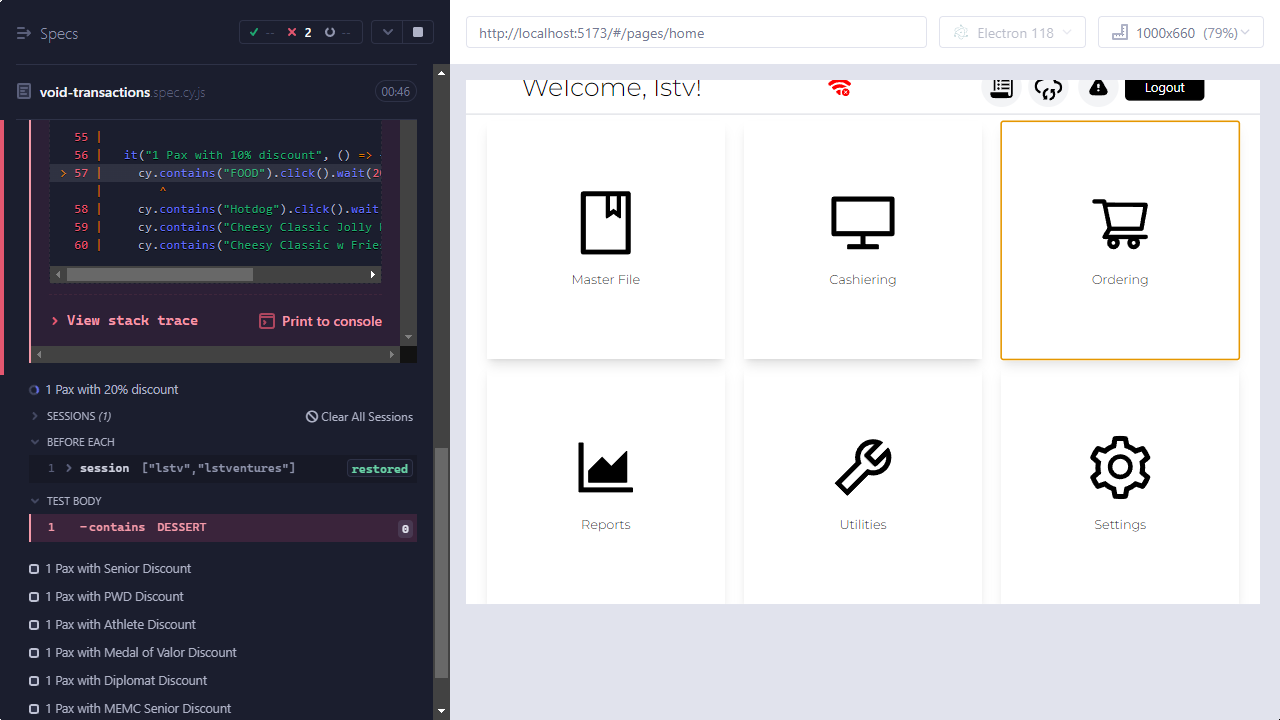 Specs
-- 2 --
void-transactions.spec.cy.js
00:46
55 |
56 | it("1 Pax with 10% discount", () =>
> 57 | cy.contains("FOOD").click().wait(20
| ^
58 | cy.contains("Hotdog").click().wait
59 | cy.contains("Cheesy Classic Jolly
60 | cy.contains("Cheesy Classic w Frie
> View stack trace
Print to console
1 Pax with 20% discount
SESSIONS (1)
Clear All Sessions
BEFORE EACH
1 > session ["lstv","lstventures"] restored
TEST BODY
1 -contains DESSERT 0
1 Pax with Senior Discount
1 Pax with PWD Discount
1 Pax with Athlete Discount
1 Pax with Medal of Valor Discount
1 Pax with Diplomat Discount
1 Pax with MEMC Senior Discount
http://localhost:5173/#/pages/home
Electron 118
1000x660 (79%)
Welcome, lstv!
Logout
Master File
Cashiering
Ordering
Reports
Utilities
Settings